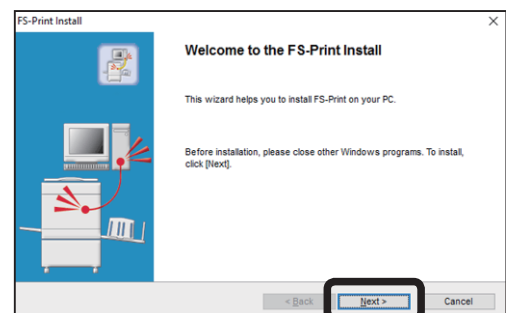 FS-Print Install
Welcome to the FS-Print Install
This wizard helps you to install FS-Print on your PC.
Before installation, please close other Windows programs. To install,
click [Next].
< Back
Next >
Cancel